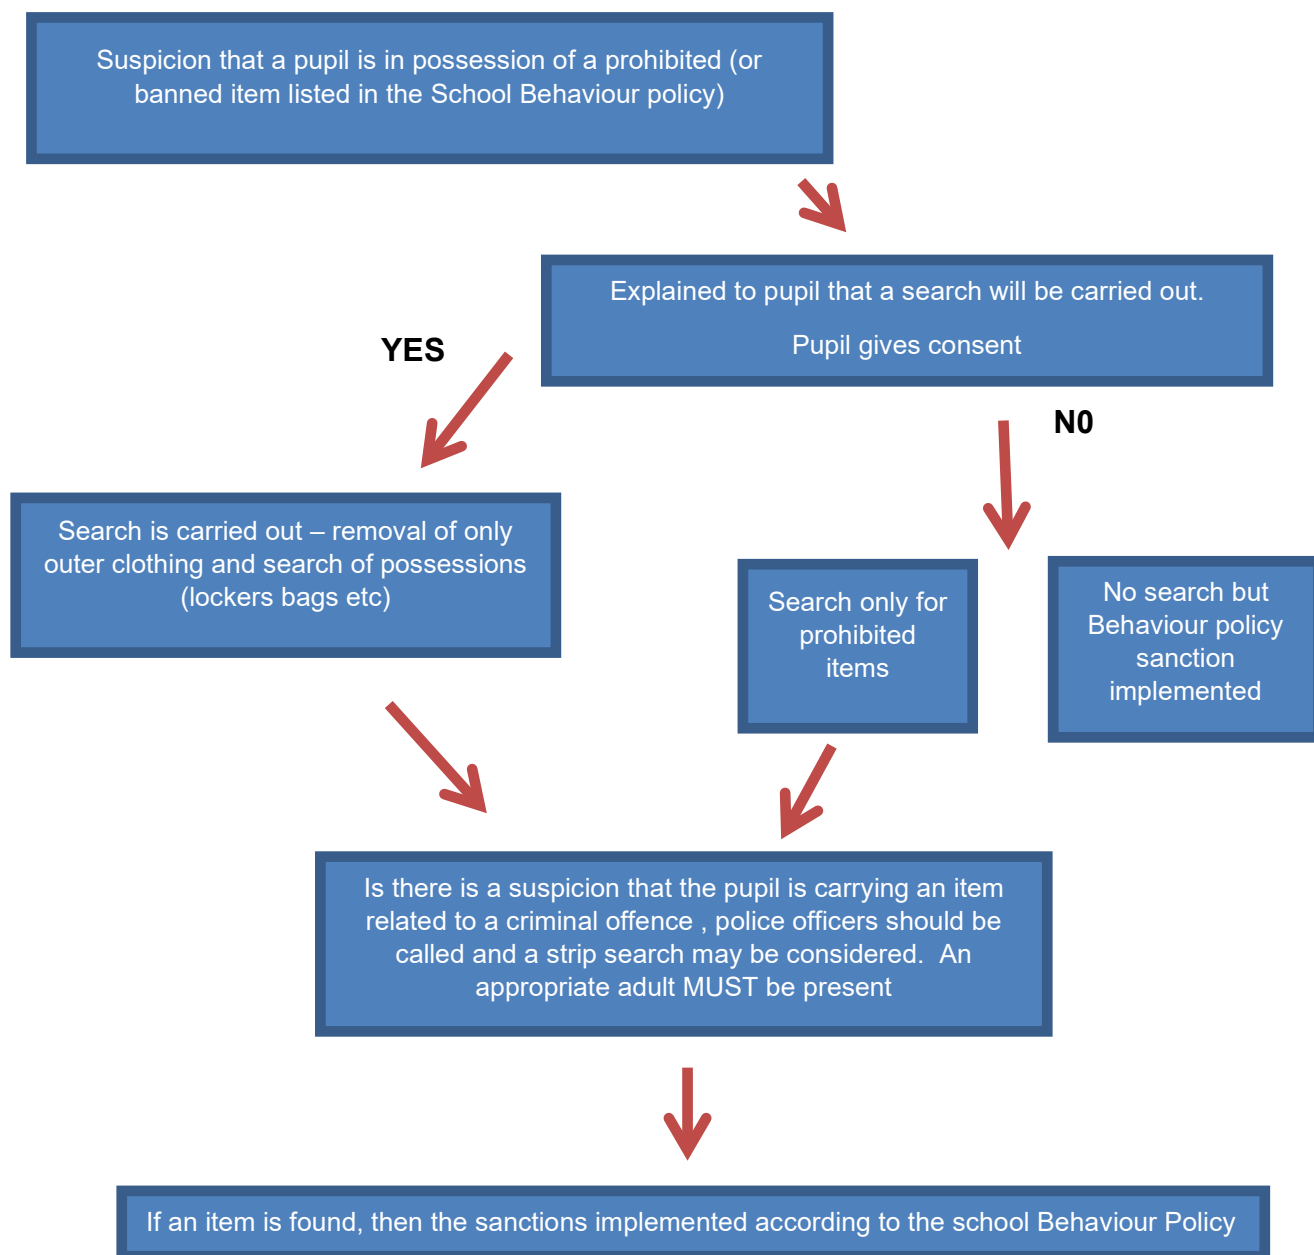 Suspicion that a pupil is in possession of a prohibited (or
banned item listed in the School Behaviour policy)
Explained to pupil that a search will be carried out.
Pupil gives consent
YES
N0
Search is carried out – removal of only
outer clothing and search of possessions
(lockers bags etc)
Search only for
prohibited
items
No search but
Behaviour policy
sanction
implemented
Is there is a suspicion that the pupil is carrying an item
related to a criminal offence , police officers should be
called and a strip search may be considered.  An
appropriate adult MUST be present
If an item is found, then the sanctions implemented according to the school Behaviour Policy